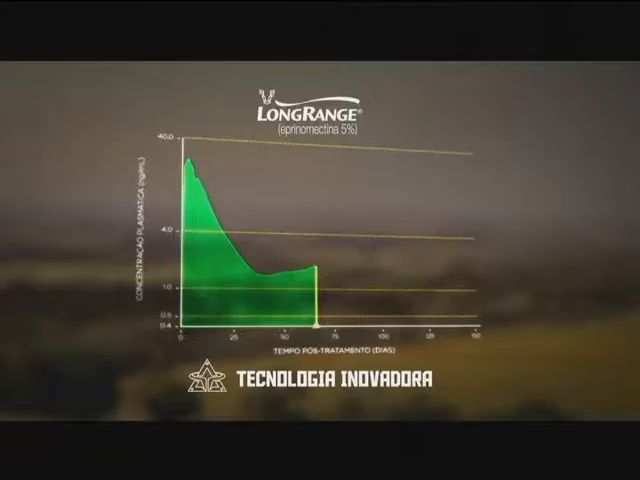 LONGRANGE®
(eprinomectina 5%)
40.0
4.0
1.0
0.5
0.4
CONCENTRAÇÃO PLASMÁTICA (ng/mL)
0 25 50 75 100 125 150
TEMPO PÓS-TRATAMENTO (DIAS)
TECNOLOGIA INOVADORA